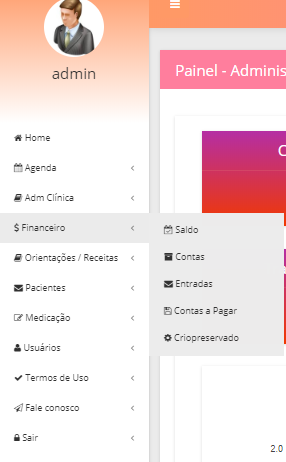 admin
Painel - Adminis
Home
Agenda
Adm Clínica
$ Financeiro
Saldo
Contas
Entradas
Contas a Pagar
Criopreservado
Orientações / Receitas
Pacientes
Medicação
Usuários
Termos de Uso
Fale conosco
Sair
2.0